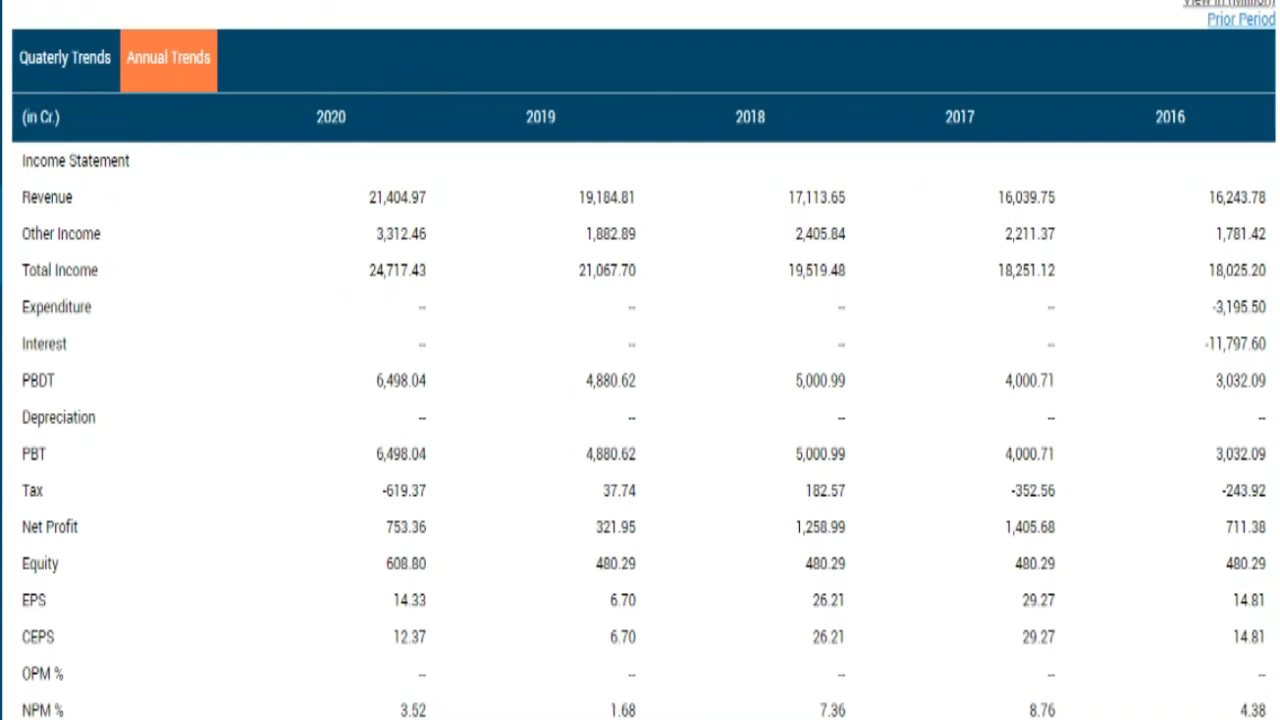 View in (Million)
Prior Period
Quaterly Trends Annual Trends
(in Cr.) 2020 2019 2018 2017 2016
Income Statement
Revenue 21,404.97 19,184.81 17,113.65 16,039.75 16,243.78
Other Income 3,312.46 1,882.89 2,405.84 2,211.37 1,781.42
Total Income 24,717.43 21,067.70 19,519.48 18,251.12 18,025.20
Expenditure -- -- -- -- -3,195.50
Interest -- -- -- -- -11,797.60
PBDT 6,498.04 4,880.62 5,000.99 4,000.71 3,032.09
Depreciation -- -- -- -- --
PBT 6,498.04 4,880.62 5,000.99 4,000.71 3,032.09
Tax -619.37 37.74 182.57 -352.56 -243.92
Net Profit 753.36 321.95 1,258.99 1,405.68 711.38
Equity 608.80 480.29 480.29 480.29 480.29
EPS 14.33 6.70 26.21 29.27 14.81
CEPS 12.37 6.70 26.21 29.27 14.81
OPM % -- -- -- -- --
NPM % 3.52 1.68 7.36 8.76 4.38